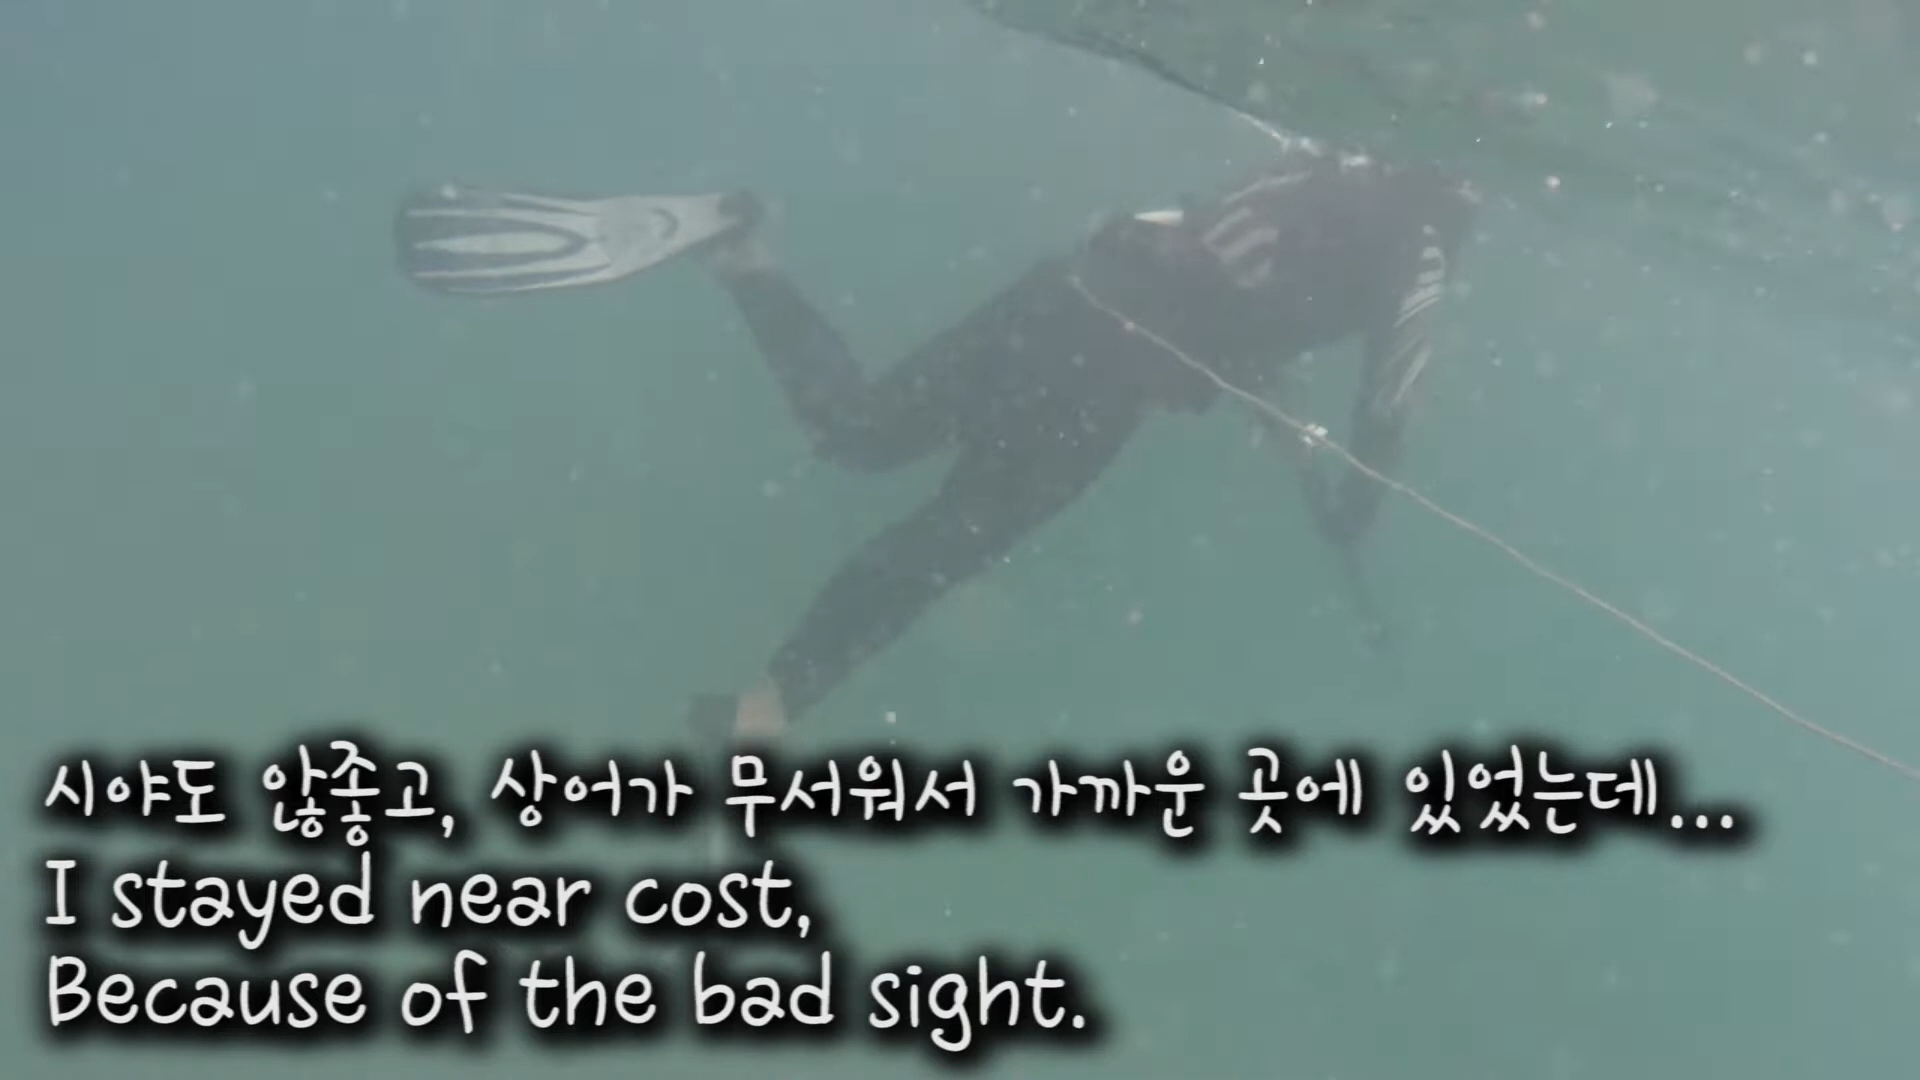 시야도 않좋고, 상어가 무서워서 가까운 곳에 있었는데...
I stayed near cost,
Because of the bad sight.